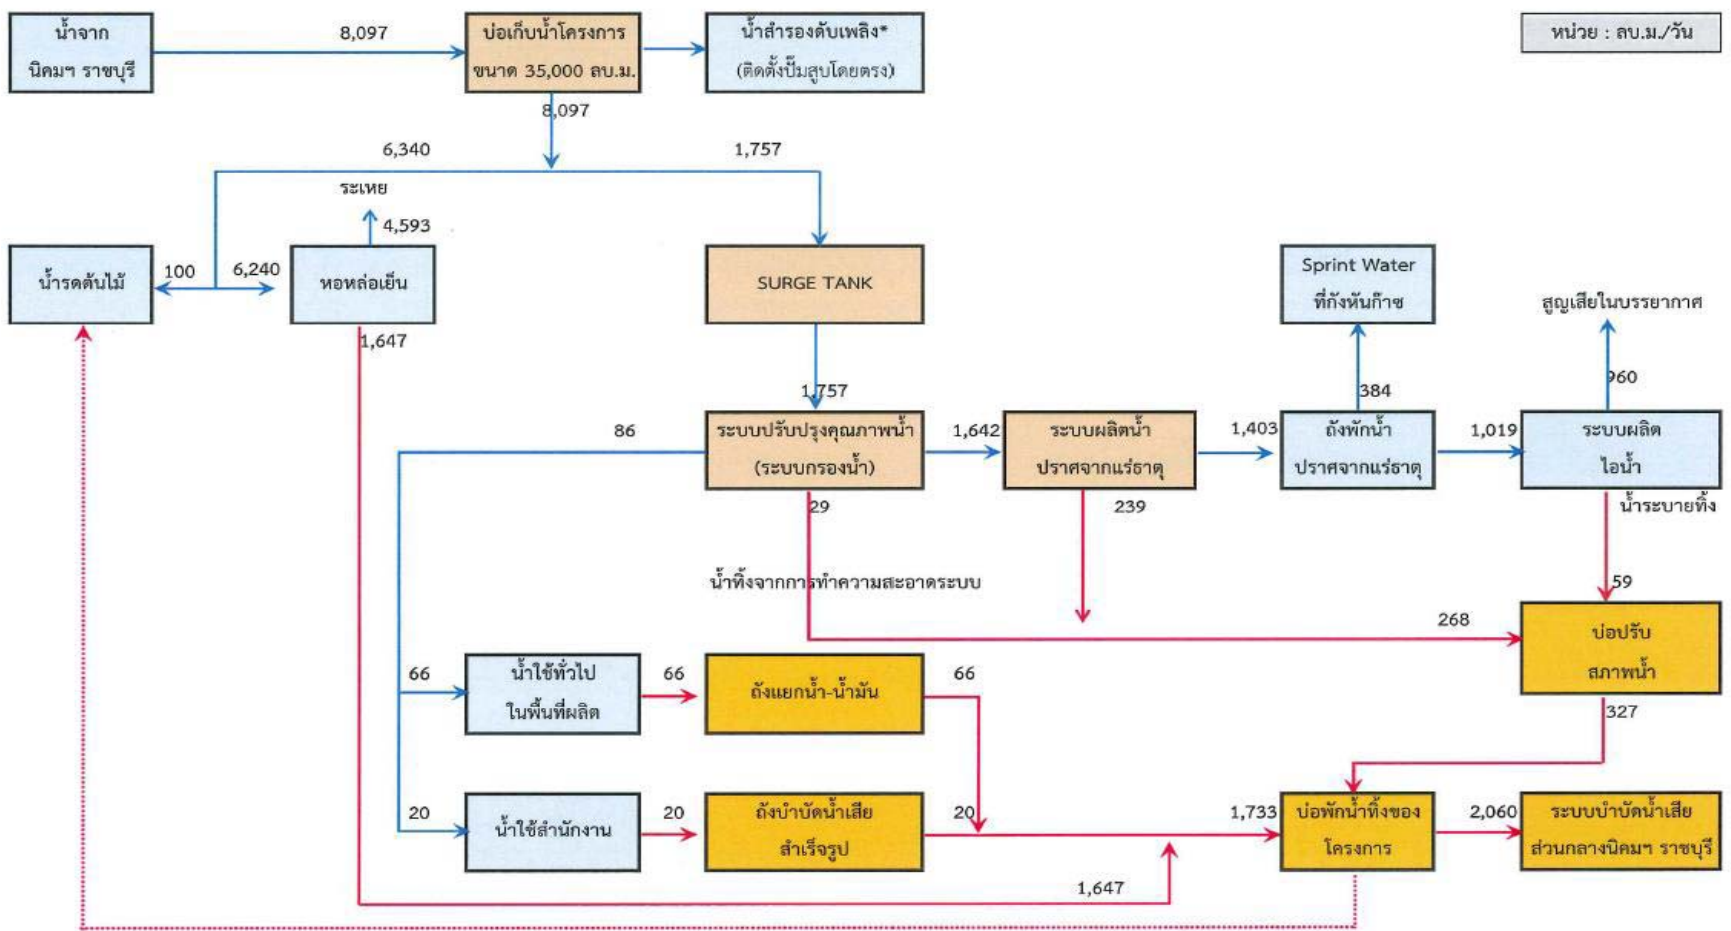 น้ำจาก
นิคมฯ ราชบุรี
8,097
บ่อเก็บน้ำโครงการ
ขนาด 35,000 ลบ.ม.
น้ำสำรองดับเพลิง*
(ติดตั้งปั๊มสูบโดยตรง)
หน่วย : ลบ.ม./วัน
8,097
6,340
1,757
ระเหย
4,593
น้ำรดต้นไม้
100
6,240
หอหล่อเย็น
SURGE TANK
Sprint Water
ที่กังหันก๊าซ
สูญเสียในบรรยากาศ
1,647
1,757
384
960
86
ระบบปรับปรุงคุณภาพน้ำ
(ระบบกรองน้ำ)
1,642
ระบบผลิตน้ำ
ปราศจากแร่ธาตุ
1,403
ถังพักน้ำ
ปราศจากแร่ธาตุ
1,019
ระบบผลิต
ไอน้ำ
29
239
น้ำระบายทิ้ง
น้ำทิ้งจากการทำความสะอาดระบบ
59
268
บ่อปรับ
สภาพน้ำ
66
น้ำใช้ทั่วไป
ในพื้นที่ผลิต
66
ถังแยกน้ำ-น้ำมัน
66
327
20
น้ำใช้สำนักงาน
20
ถังบำบัดน้ำเสีย
สำเร็จรูป
20
1,733
บ่อพักน้ำทิ้งของ
โครงการ
2,060
ระบบบำบัดน้ำเสีย
ส่วนกลางนิคมฯ ราชบุรี
1,647